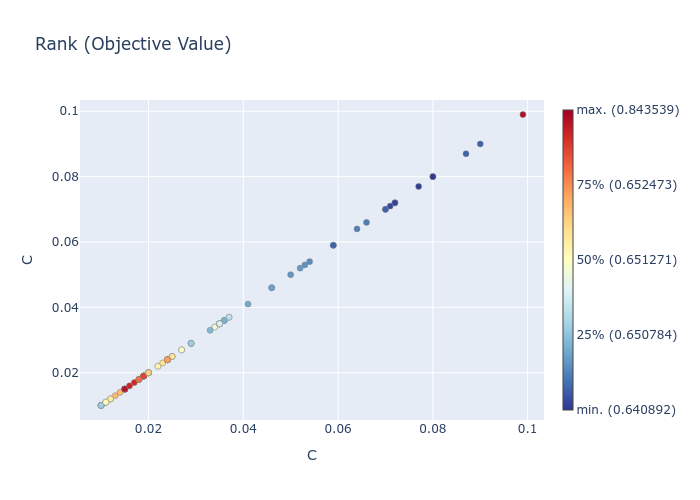 Rank (Objective Value)
0.1
0.08
0.06
0.04
0.02
C
0.02
0.04
0.06
0.08
0.1
C
max. (0.843539)
75% (0.652473)
50% (0.651271)
25% (0.650784)
min. (0.640892)